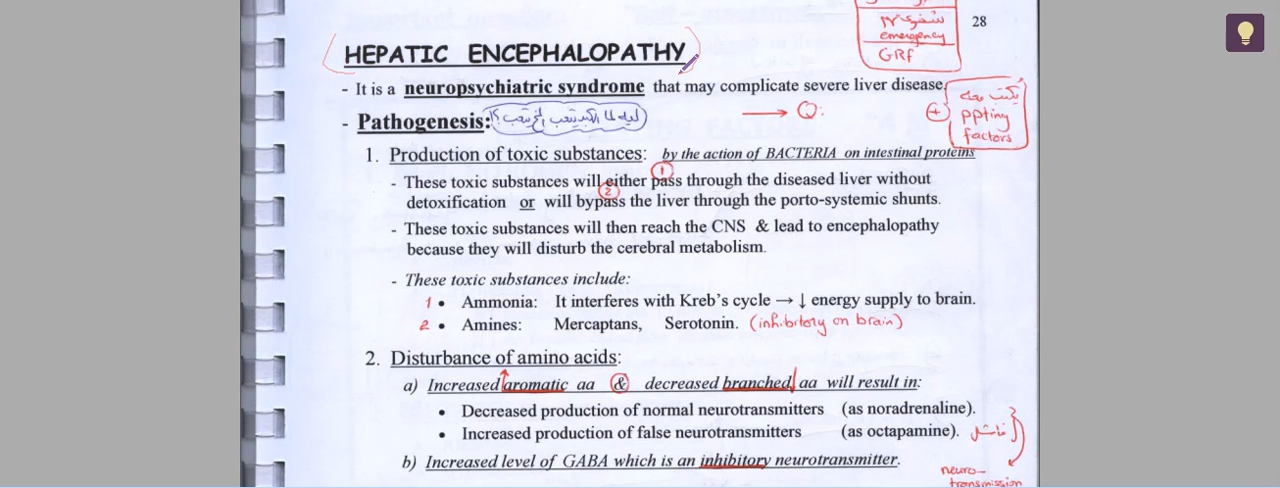 28
emergency
GRF
HEPATIC ENCEPHALOPATHY
- It is a neuropsychiatric syndrome that may complicate severe liver disease.
- Pathogenesis:
→ Q:
+ ppting
factors
1. Production of toxic substances: by the action of BACTERIA on intestinal proteins
1
- These toxic substances will either pass through the diseased liver without
2
detoxification or will bypass the liver through the porto-systemic shunts.
- These toxic substances will then reach the CNS & lead to encephalopathy
because they will disturb the cerebral metabolism.
- These toxic substances include:
1 • Ammonia: It interferes with Kreb's cycle → ↓ energy supply to brain.
2 • Amines: Mercaptans, Serotonin. (inhibitory on brain)
2. Disturbance of amino acids:
a) Increased aromatic aa & decreased branched aa will result in:
• Decreased production of normal neurotransmitters (as noradrenaline).
• Increased production of false neurotransmitters (as octapamine).
b) Increased level of GABA which is an inhibitory neurotransmitter.
neuro-
transmission